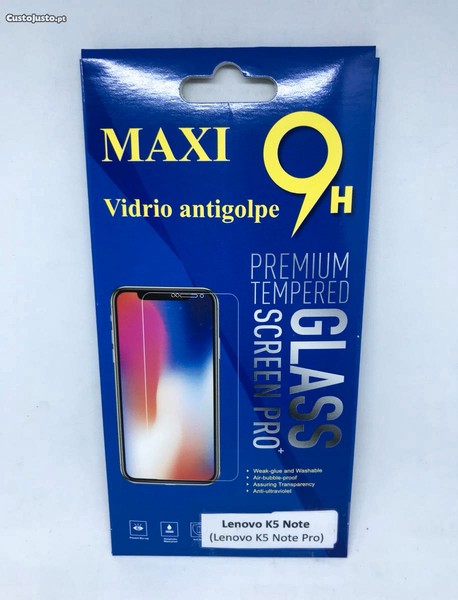 CustoJusto.pt
MAXI
9H
Vidrio antigolpe
PREMIUM
TEMPERED
GLASS
SCREEN PRO+
• Weak-glue and Washable
• Air-bubble-proof
• Assuring Transparency
• Anti-ultraviolet
Lenovo K5 Note
(Lenovo K5 Note Pro)